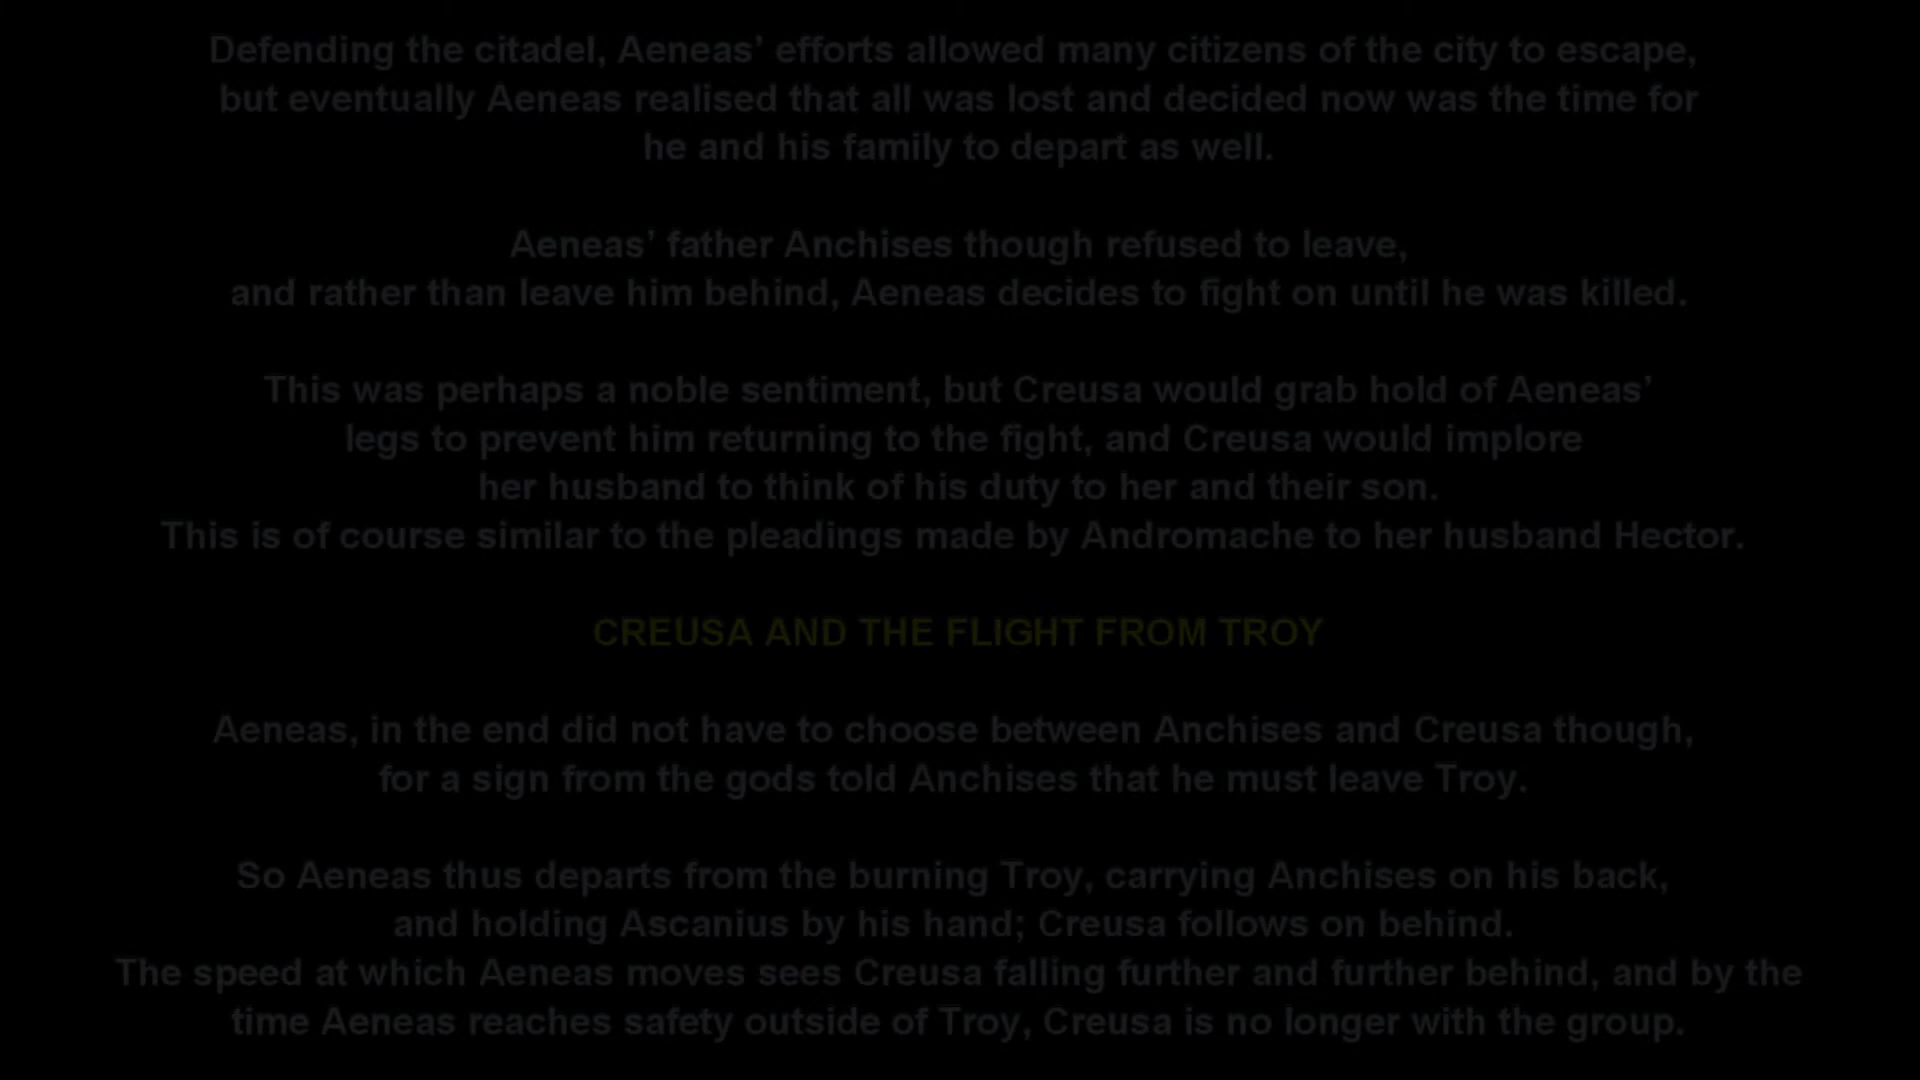 Defending the citadel, Aeneas’ efforts allowed many citizens of the city to escape,
but eventually Aeneas realised that all was lost and decided now was the time for
he and his family to depart as well.
Aeneas’ father Anchises though refused to leave,
and rather than leave him behind, Aeneas decides to fight on until he was killed.
This was perhaps a noble sentiment, but Creusa would grab hold of Aeneas’
legs to prevent him returning to the fight, and Creusa would implore
her husband to think of his duty to her and their son.
This is of course similar to the pleadings made by Andromache to her husband Hector.
CREUSA AND THE FLIGHT FROM TROY
Aeneas, in the end did not have to choose between Anchises and Creusa though,
for a sign from the gods told Anchises that he must leave Troy.
So Aeneas thus departs from the burning Troy, carrying Anchises on his back,
and holding Ascanius by his hand; Creusa follows on behind.
The speed at which Aeneas moves sees Creusa falling further and further behind, and by the
time Aeneas reaches safety outside of Troy, Creusa is no longer with the group.